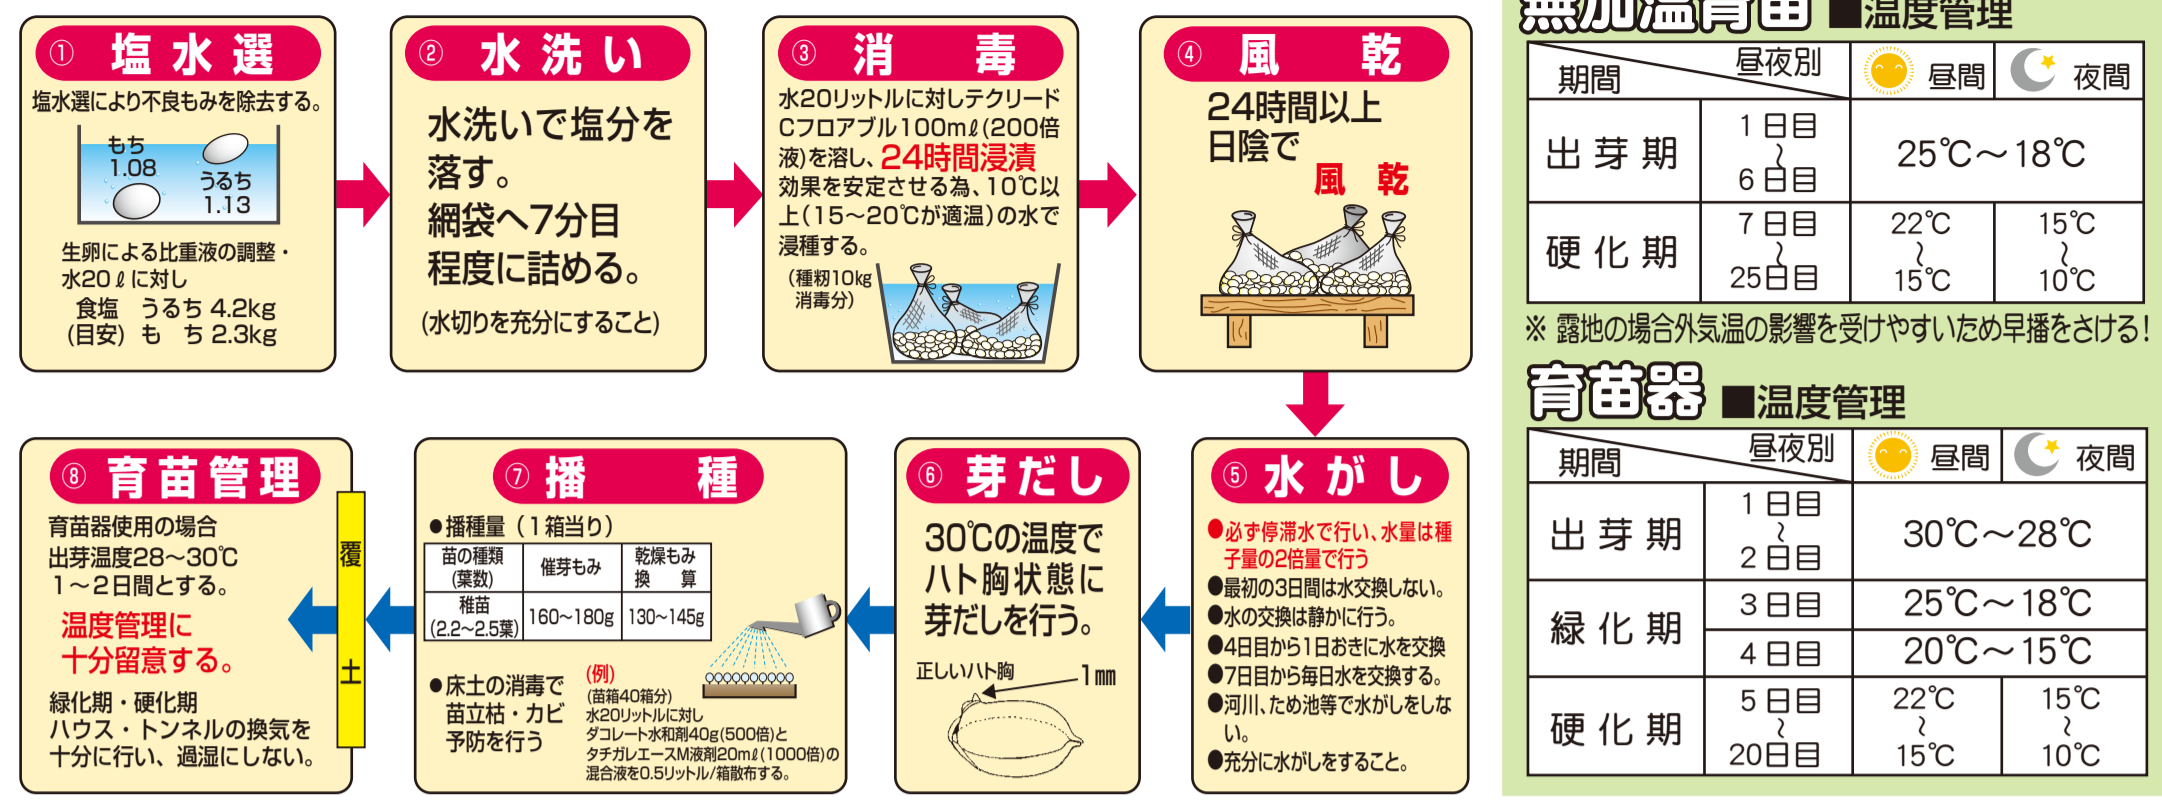 ① 塩水選
塩水選により不良もみを除去する。
もち
1.08
うるち
1.13
生卵による比重液の調整・
水20ℓに対し
食塩　うるち 4.2kg
(目安)　も　ち 2.3kg
② 水洗い
水洗いで塩分を
落す。
網袋へ7分目
程度に詰める。
(水切りを充分にすること)
③ 消　毒
水20リットルに対しテクリード
Cフロアブル100mℓ(200倍
液)を溶し、24時間浸漬
効果を安定させる為、10℃以
上(15～20℃が適温)の水で
浸種する。
(種籾10kg
消毒分)
④ 風　乾
24時間以上
日陰で
風　乾
⑤ 水がし
●必ず停滞水で行い、水量は種
子量の2倍量で行う
●最初の3日間は水交換しない。
●水の交換は静かに行う。
●4日目から1日おきに水を交換
●7日目から毎日水を交換する。
●河川、ため池等で水がしをしな
い。
●充分に水がしをすること。
⑥ 芽だし
30℃の温度で
ハト胸状態に
芽だしを行う。
正しいハト胸
1mm
⑦ 播　種
●播種量（1箱当り）
苗の種類
(葉数)
催芽もみ
乾燥もみ
換　算
稚苗
(2.2～2.5葉)
160～180g
130～145g
●床土の消毒で
苗立枯・カビ
予防を行う
(例)
(苗箱40箱分)
水20リットルに対し
ダコレート水和剤40g(500倍)と
タチガレエースM液剤20mℓ(1000倍)の
混合液を0.5リットル/箱散布する。
覆　土
⑧ 育苗管理
育苗器使用の場合
出芽温度28～30℃
1～2日間とする。
温度管理に
十分留意する。
緑化期・硬化期
ハウス・トンネルの換気を
十分に行い、過湿にしない。
無加温育苗 ■温度管理
期間 昼夜別 昼間 夜間
出芽期 1日目～6日目 25℃～18℃
硬化期 7日目～25日目 22℃～15℃ 15℃～10℃
※ 露地の場合外気温の影響を受けやすいため早播をさける！
育苗器 ■温度管理
期間 昼夜別 昼間 夜間
出芽期 1日目～2日目 30℃～28℃
緑化期 3日目 25℃～18℃
4日目 20℃～15℃
硬化期 5日目～20日目 22℃～15℃ 15℃～10℃